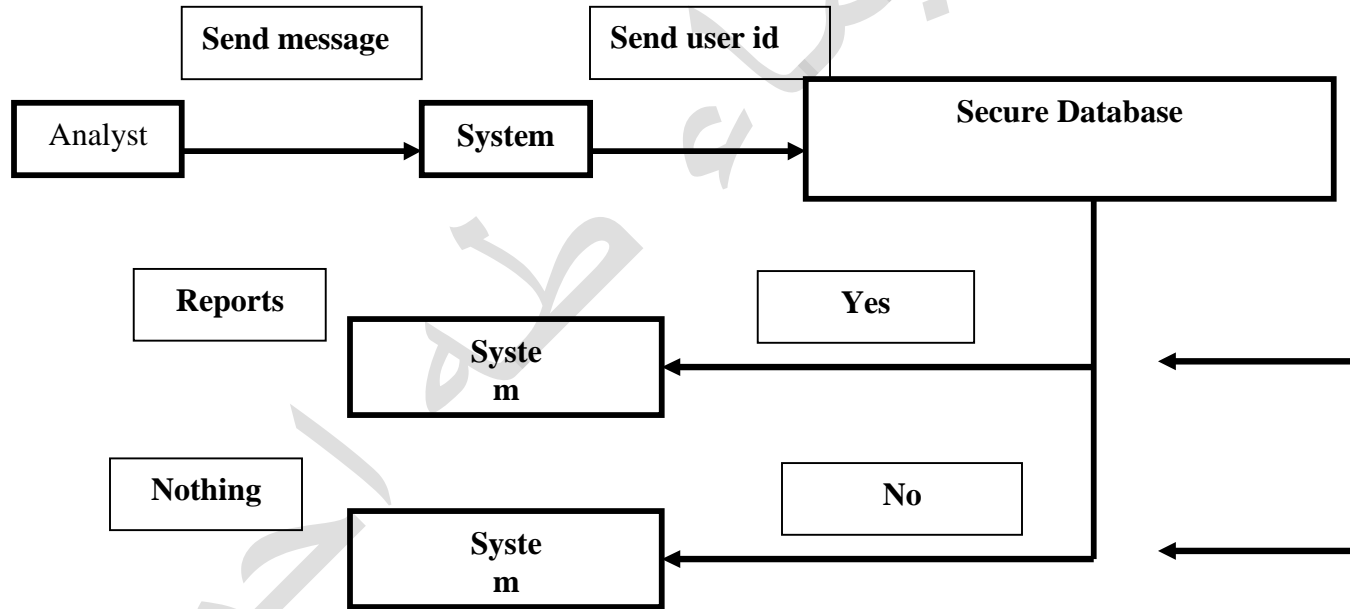 Send message
Send user id
Analyst
System
Secure Database
Reports
Yes
Syste
m
Nothing
No
Syste
m